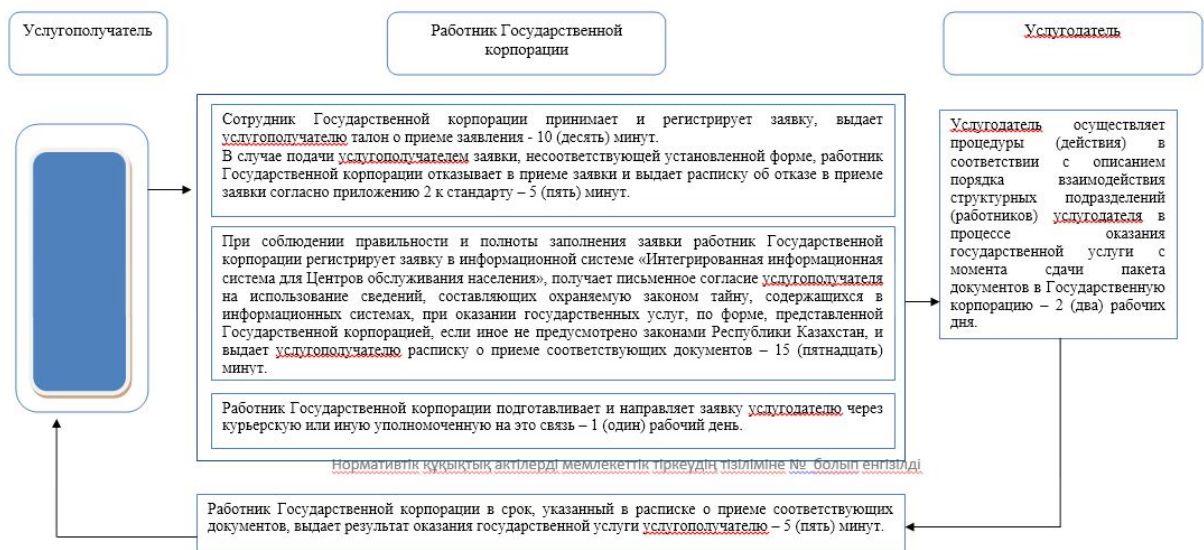 Услугополучатель
Работник Государственной
корпорации
Услугодатель
Сотрудник Государственной корпорации принимает и регистрирует заявку, выдает
услугополучателю талон о приеме заявления - 10 (десять) минут.
В случае подачи услугополучателем заявки, несоответствующей установленной форме, работник
Государственной корпорации отказывает в приеме заявки и выдает расписку об отказе в приеме
заявки согласно приложению 2 к стандарту – 5 (пять) минут.
При соблюдении правильности и полноты заполнения заявки работник Государственной
корпорации регистрирует заявку в информационной системе «Интегрированная информационная
система для Центров обслуживания населения», получает письменное согласие услугополучателя
на использование сведений, составляющих охраняемую законом тайну, содержащихся в
информационных системах, при оказании государственных услуг, по форме, представленной
Государственной корпорацией, если иное не предусмотрено законами Республики Казахстан, и
выдает услугополучателю расписку о приеме соответствующих документов – 15 (пятнадцать)
минут.
Работник Государственной корпорации подготавливает и направляет заявку услугодателю через
курьерскую или иную уполномоченную на это связь – 1 (один) рабочий день.
Услугодатель осуществляет
процедуры (действия) в
соответствии с описанием
порядка взаимодействия
структурных подразделений
(работников) услугодателя в
процессе оказания
государственной услуги с
момента сдачи пакета
документов в Государственную
корпорацию – 2 (два) рабочих
дня.
Нормативтік құқықтық актілерді мемлекеттік тіркеудің тізіліміне № болып енгізілді
Работник Государственной корпорации в срок, указанный в расписке о приеме соответствующих
документов, выдает результат оказания государственной услуги услугополучателю – 5 (пять) минут.